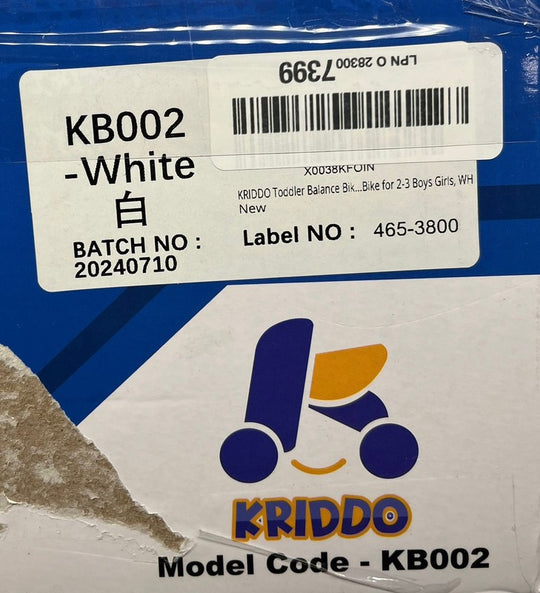 LPN O 28300 7399
6699
KB002
-White
白
BATCH NO :
20240710
X0038KFOIN
KRIDDO Toddler Balance Bik...Bike for 2-3 Boys Girls, WH
New
Label NO : 465-3800
KRIDDO
Model Code - KB002